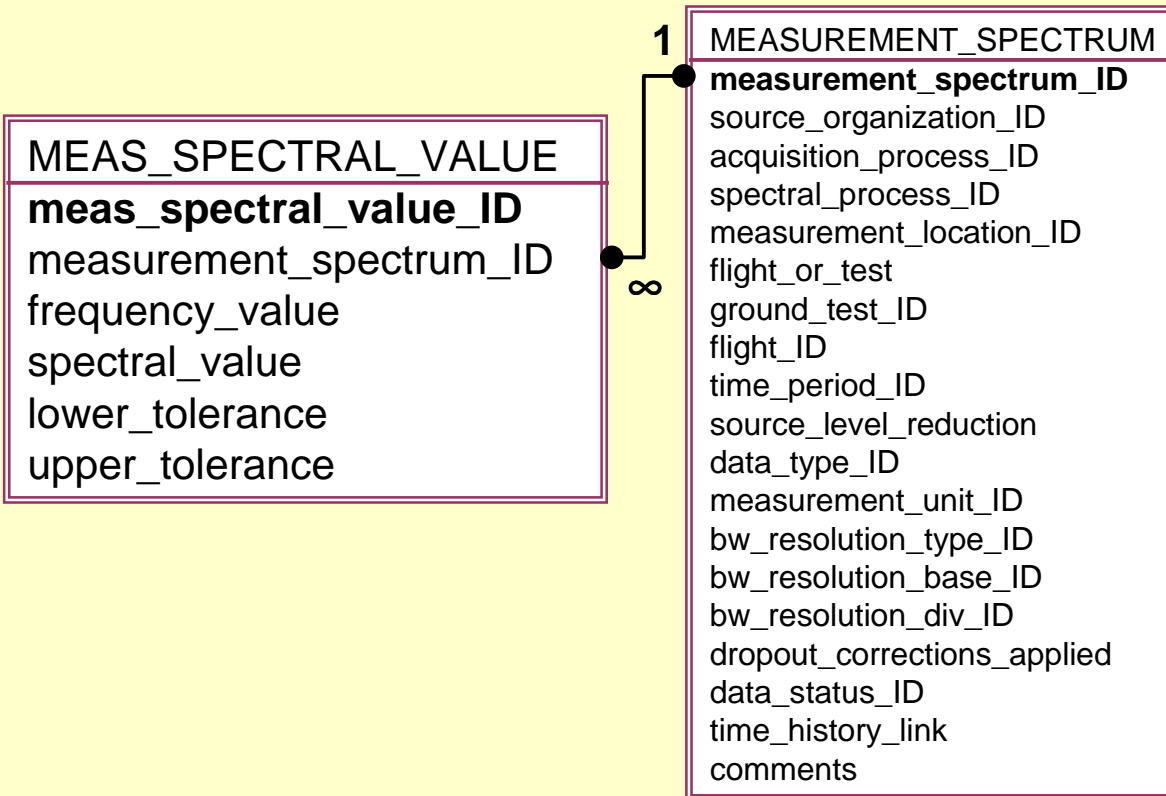 MEAS_SPECTRAL_VALUE
meas_spectral_value_ID
measurement_spectrum_ID
frequency_value
spectral_value
lower_tolerance
upper_tolerance
∞
1
MEASUREMENT_SPECTRUM
measurement_spectrum_ID
source_organization_ID
acquisition_process_ID
spectral_process_ID
measurement_location_ID
flight_or_test
ground_test_ID
flight_ID
time_period_ID
source_level_reduction
data_type_ID
measurement_unit_ID
bw_resolution_type_ID
bw_resolution_base_ID
bw_resolution_div_ID
dropout_corrections_applied
data_status_ID
time_history_link
comments